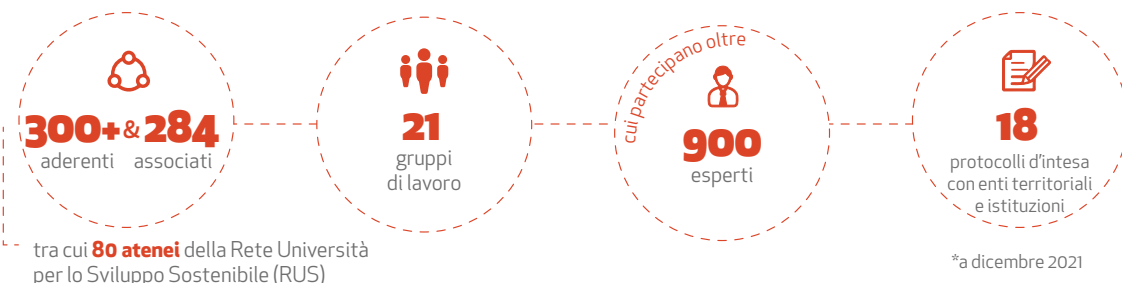 300+ & 284
aderenti associati
tra cui 80 atenei della Rete Università
per lo Sviluppo Sostenibile (RUS)
21
gruppi
di lavoro
cui partecipano oltre
900
esperti
18
protocolli d'intesa
con enti territoriali
e istituzioni
*a dicembre 2021